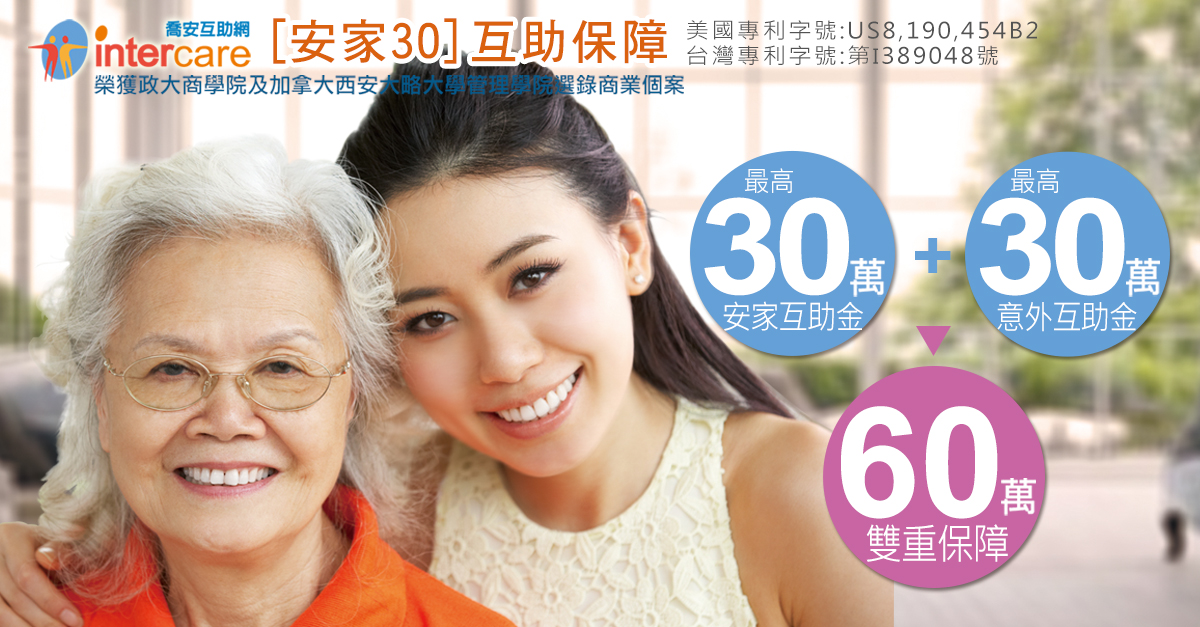 喬安互助網
intercare
[安家30]互助保障
美國專利字號:US8,190,454B2
台灣專利字號:第I389048號
榮獲政大商學院及加拿大西安大略大學管理學院選錄商業個案
最高
30萬
安家互助金
+
最高
30萬
意外互助金
60萬
雙重保障